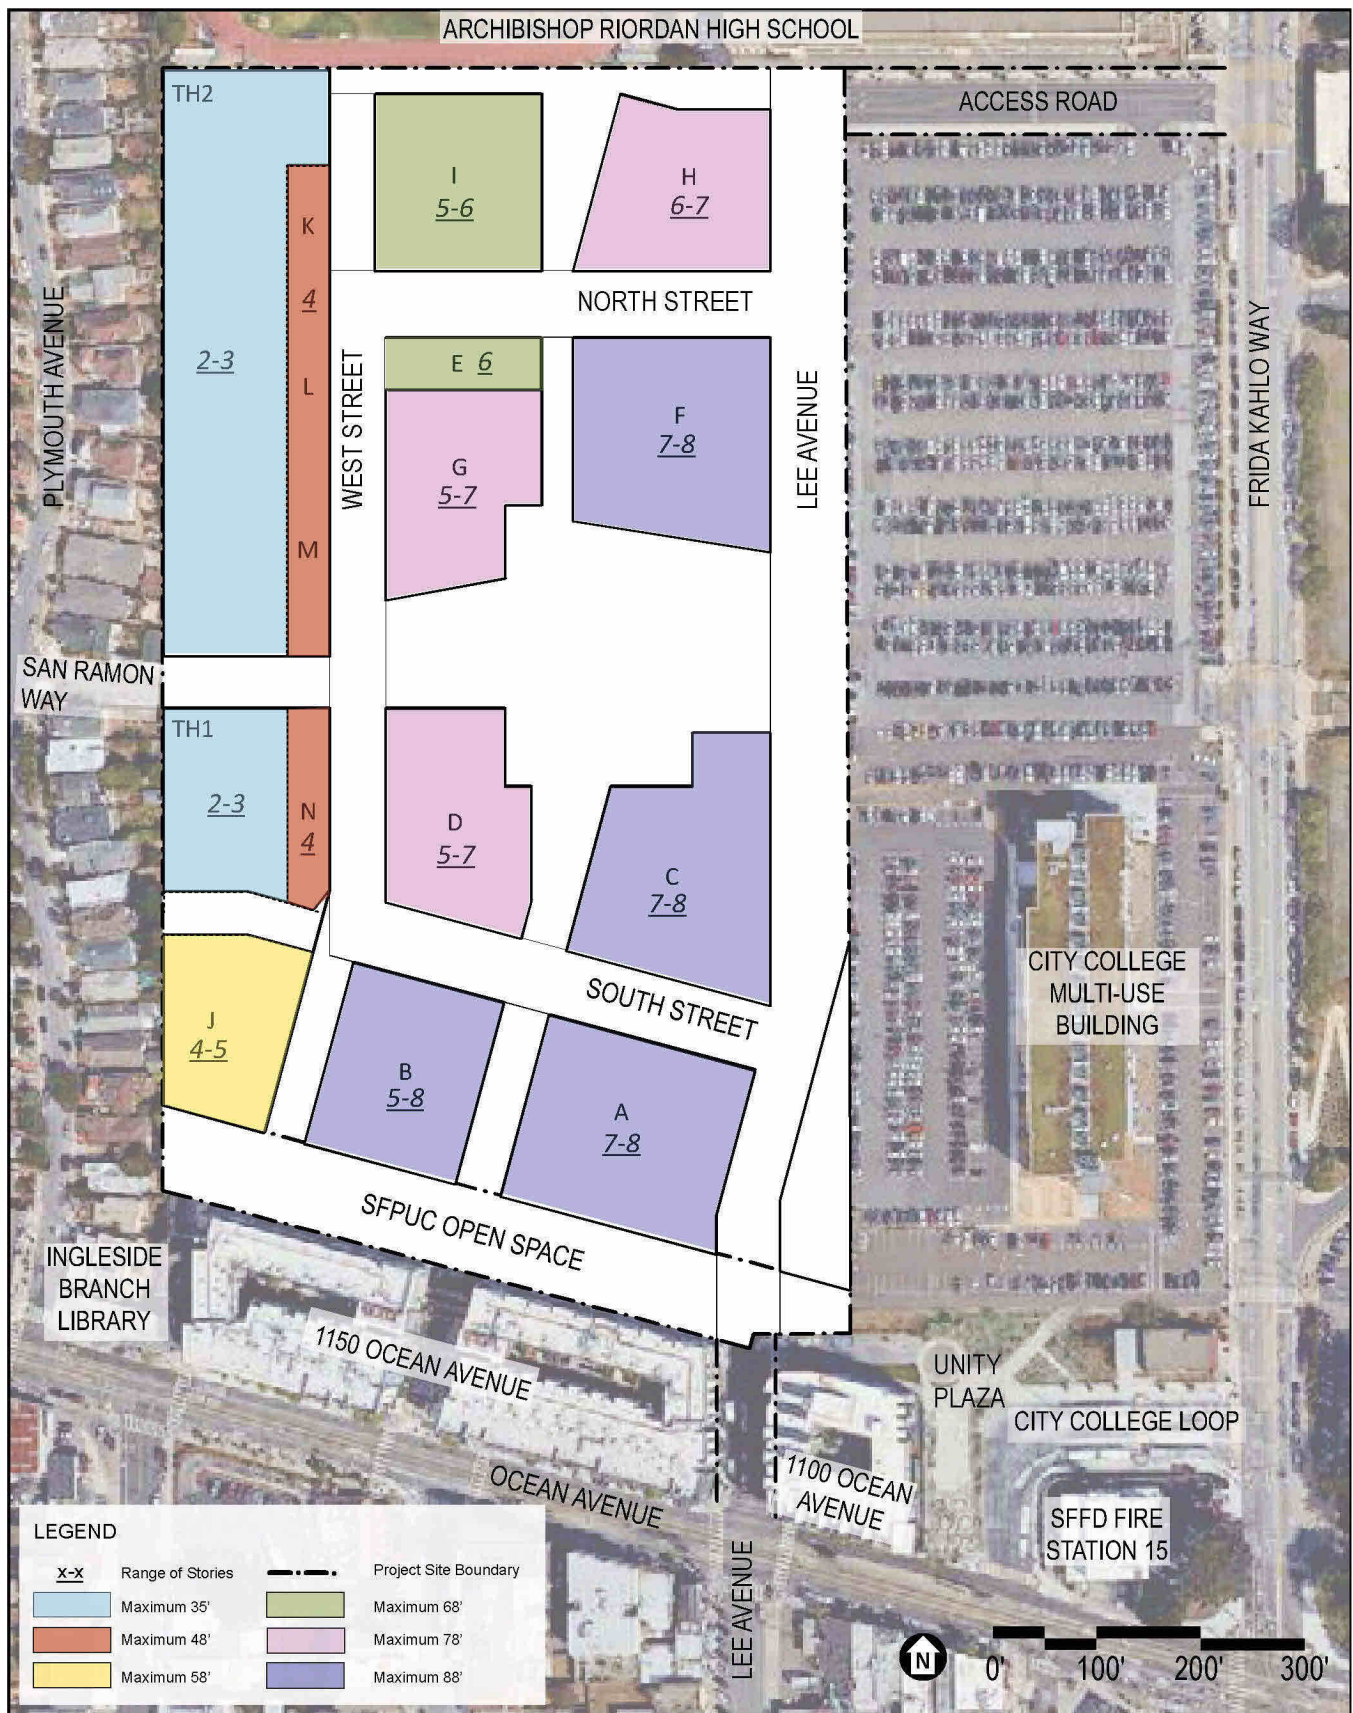 ARCHIBISHOP RIORDAN HIGH SCHOOL
ACCESS ROAD
TH2
I
5-6
H
6-7
K
4
L
M
2-3
NORTH STREET
PLYMOUTH AVENUE
WEST STREET
E 6
G
5-7
F
7-8
LEE AVENUE
FRIDA KAHLO WAY
SAN RAMON
WAY
TH1
2-3
N
4
D
5-7
C
7-8
CITY COLLEGE
MULTI-USE
BUILDING
SOUTH STREET
J
4-5
B
5-8
A
7-8
SFPUC OPEN SPACE
INGLESIDE
BRANCH
LIBRARY
1150 OCEAN AVENUE
UNITY
PLAZA
CITY COLLEGE LOOP
OCEAN AVENUE
1100 OCEAN
AVENUE
SFFD FIRE
STATION 15
LEE AVENUE
LEGEND
x-x Range of Stories
Project Site Boundary
Maximum 35'
Maximum 68'
Maximum 48'
Maximum 78'
Maximum 58'
Maximum 88'
N
0' 100' 200' 300'